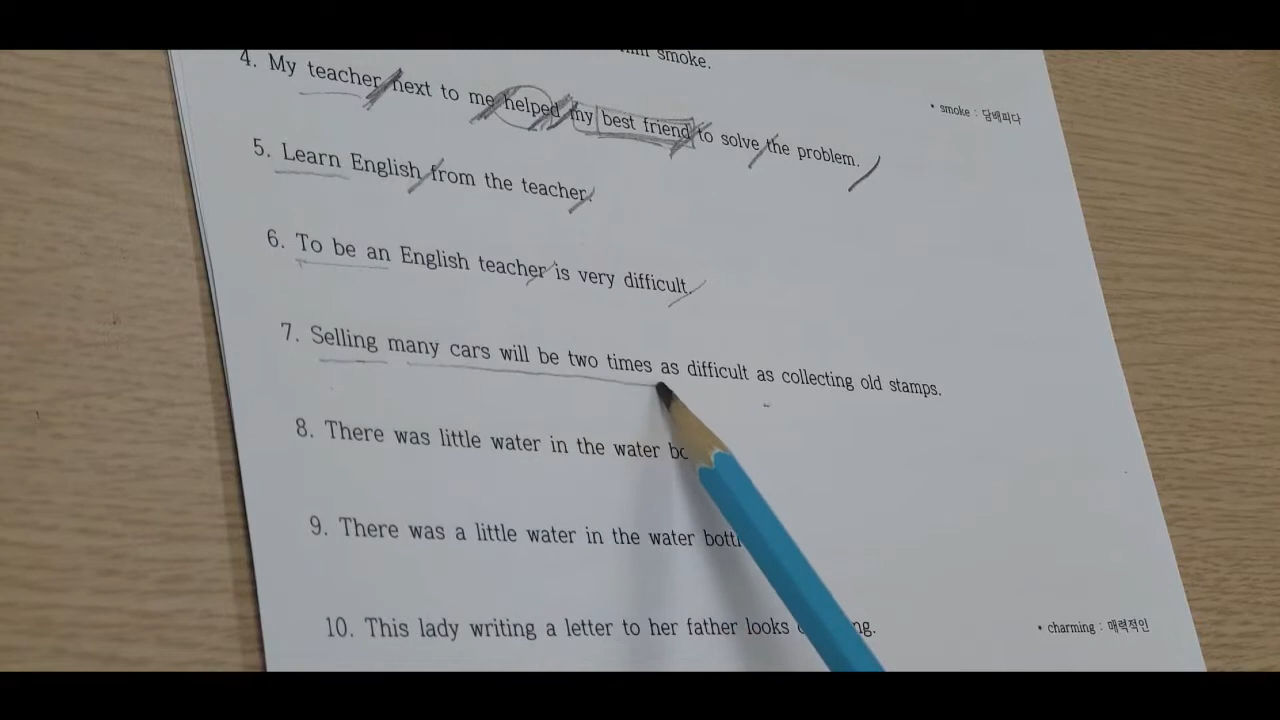 him smoke.
• smoke : 담배피다
4. My teacher next to me helped my best friend to solve the problem.
5. Learn English from the teacher.
6. To be an English teacher is very difficult.
7. Selling many cars will be two times as difficult as collecting old stamps.
8. There was little water in the water
9. There was a little water in the water
10. This lady writing a letter to her father looks
• charming : 매력적인